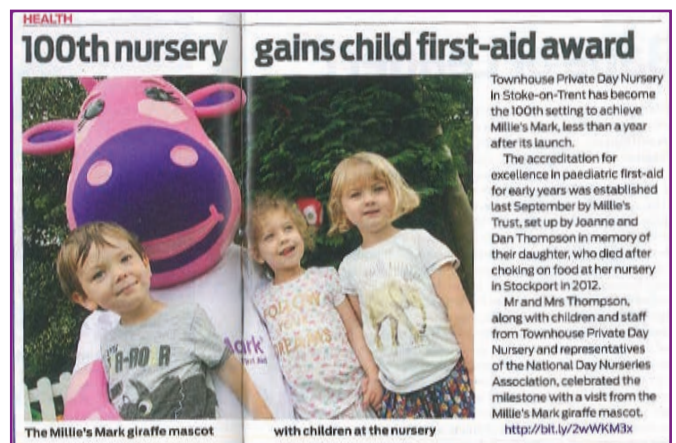 HEALTH
100th nursery gains child first-aid award
Townhouse Private Day Nursery
in Stoke-on-Trent has become
the 100th setting to achieve
Millie's Mark, less than a year
after its launch.
The accreditation for
excellence in paediatric first-aid
for early years was established
last September by Millie's
Trust, set up by Joanne and
Dan Thompson in memory of
their daughter, who died after
choking on food at her nursery
in Stockport in 2012.
Mr and Mrs Thompson,
along with children and staff
from Townhouse Private Day
Nursery and representatives
of the National Day Nurseries
Association, celebrated the
milestone with a visit from the
Millie's Mark giraffe mascot.
http://bit.ly/2wWKM3x
FOLLOW
YOUR
DREAMS
ark
First Aid
The Millie's Mark giraffe mascot with children at the nursery